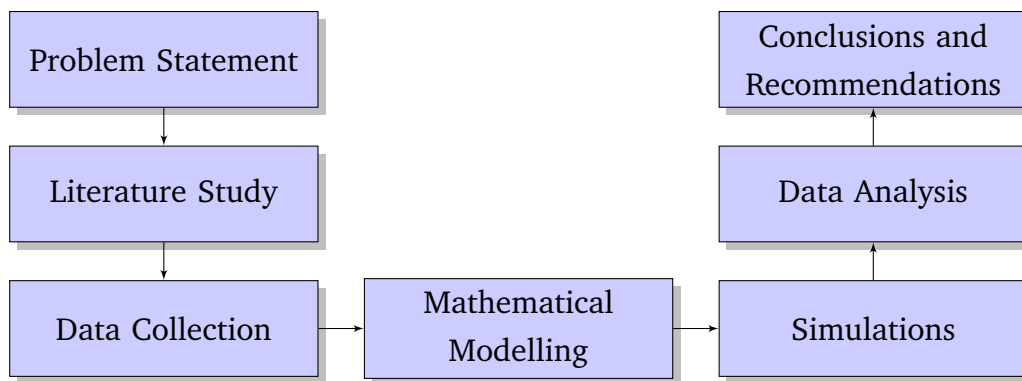 Problem Statement
Literature Study
Data Collection
Mathematical
Modelling
Simulations
Data Analysis
Conclusions and
Recommendations